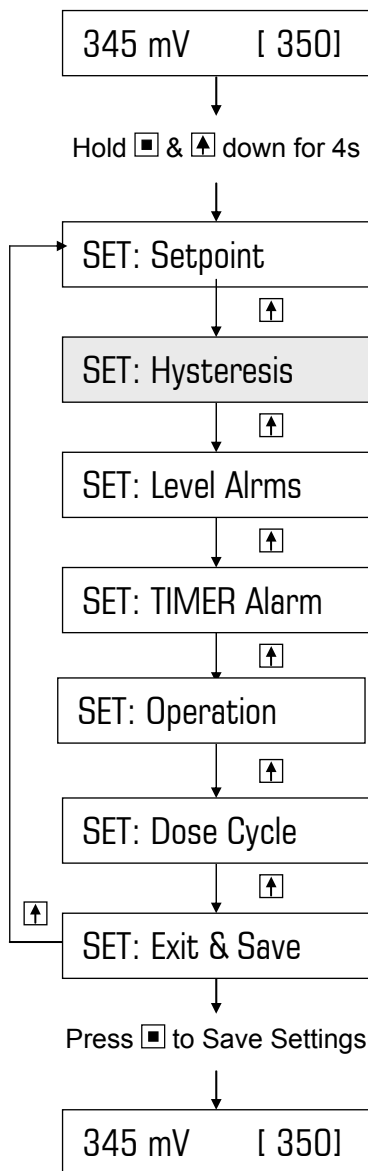 345 mV [ 350]
Hold ■ & ↑ down for 4s
SET: Setpoint
↑
SET: Hysteresis
↑
SET: Level Alrms
↑
SET: TIMER Alarm
↑
SET: Operation
↑
SET: Dose Cycle
↑
↑
SET: Exit & Save
Press ■ to Save Settings
345 mV [ 350]